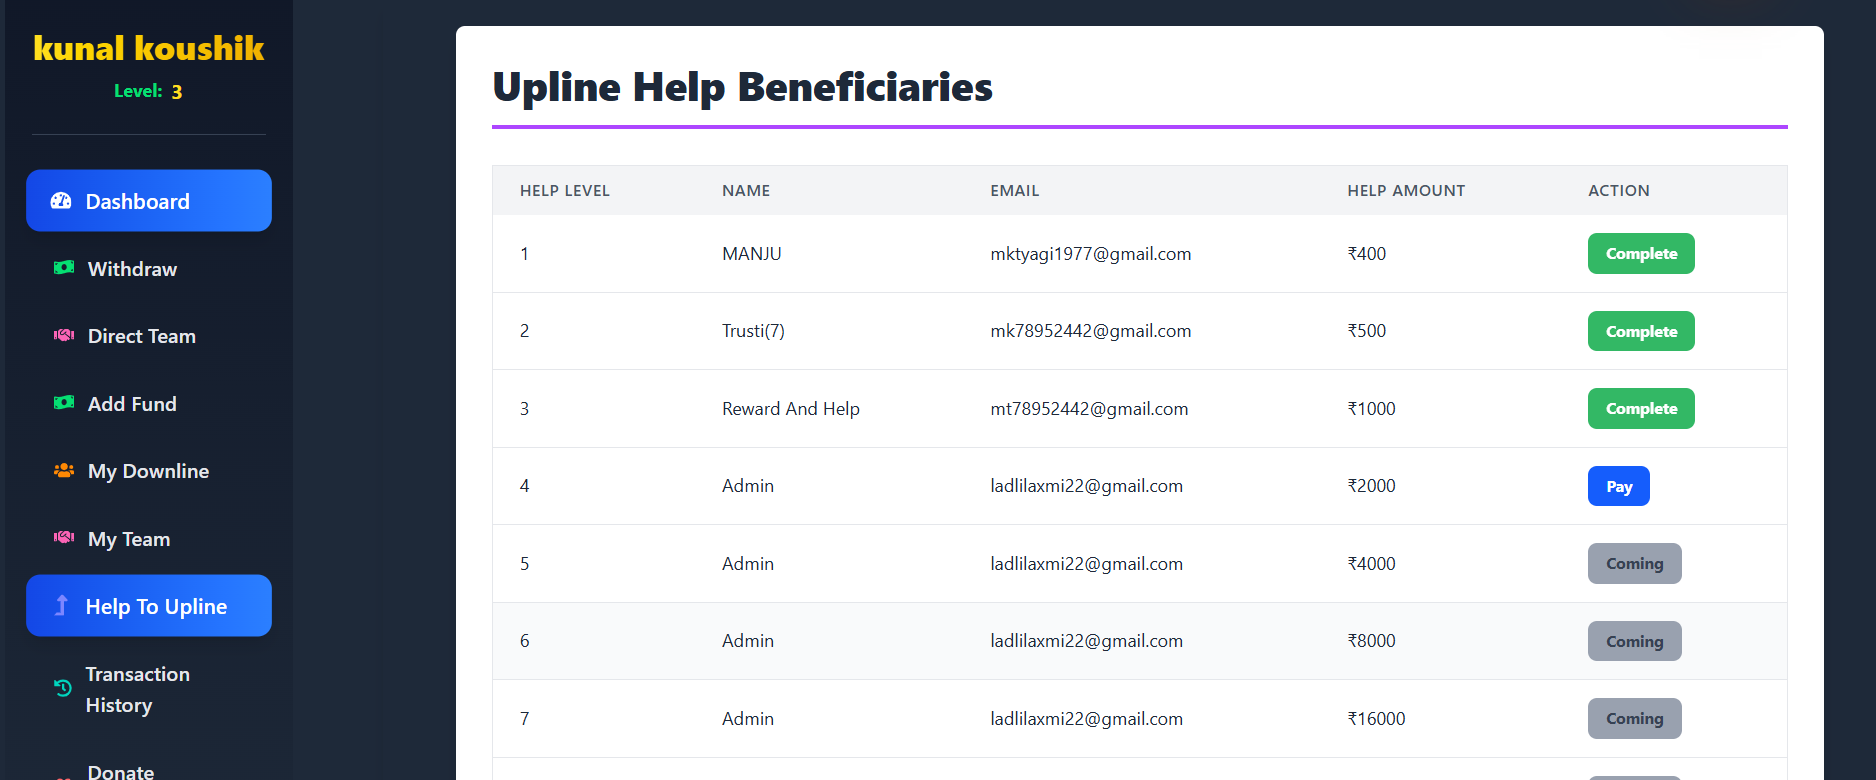 kunal koushik
Level: 3
Dashboard
Withdraw
Direct Team
Add Fund
My Downline
My Team
Help To Upline
Transaction
History
Donate
Upline Help Beneficiaries
HELP LEVEL NAME EMAIL HELP AMOUNT ACTION
1 MANJU mktyagi1977@gmail.com ₹400 Complete
2 Trusti(7) mk78952442@gmail.com ₹500 Complete
3 Reward And Help mt78952442@gmail.com ₹1000 Complete
4 Admin ladlilaxmi22@gmail.com ₹2000 Pay
5 Admin ladlilaxmi22@gmail.com ₹4000 Coming
6 Admin ladlilaxmi22@gmail.com ₹8000 Coming
7 Admin ladlilaxmi22@gmail.com ₹16000 Coming